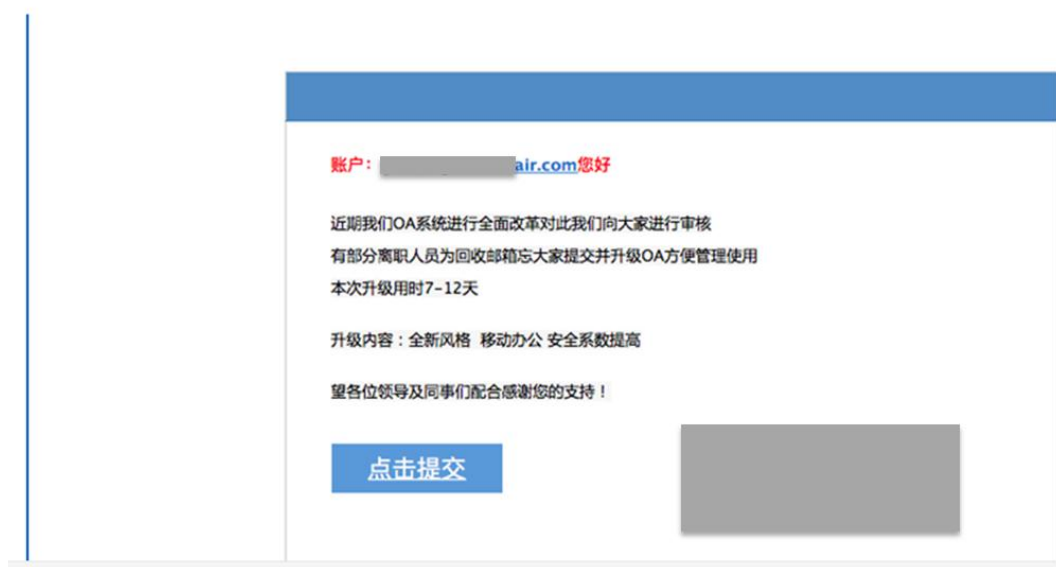 账户： air.com您好
近期我们OA系统进行全面改革对此我们向大家进行审核
有部分离职人员为回收邮箱忘大家提交并升级OA方便管理使用
本次升级用时7-12天
升级内容：全新风格 移动办公 安全系数提高
望各位领导及同事们配合感谢您的支持！
点击提交